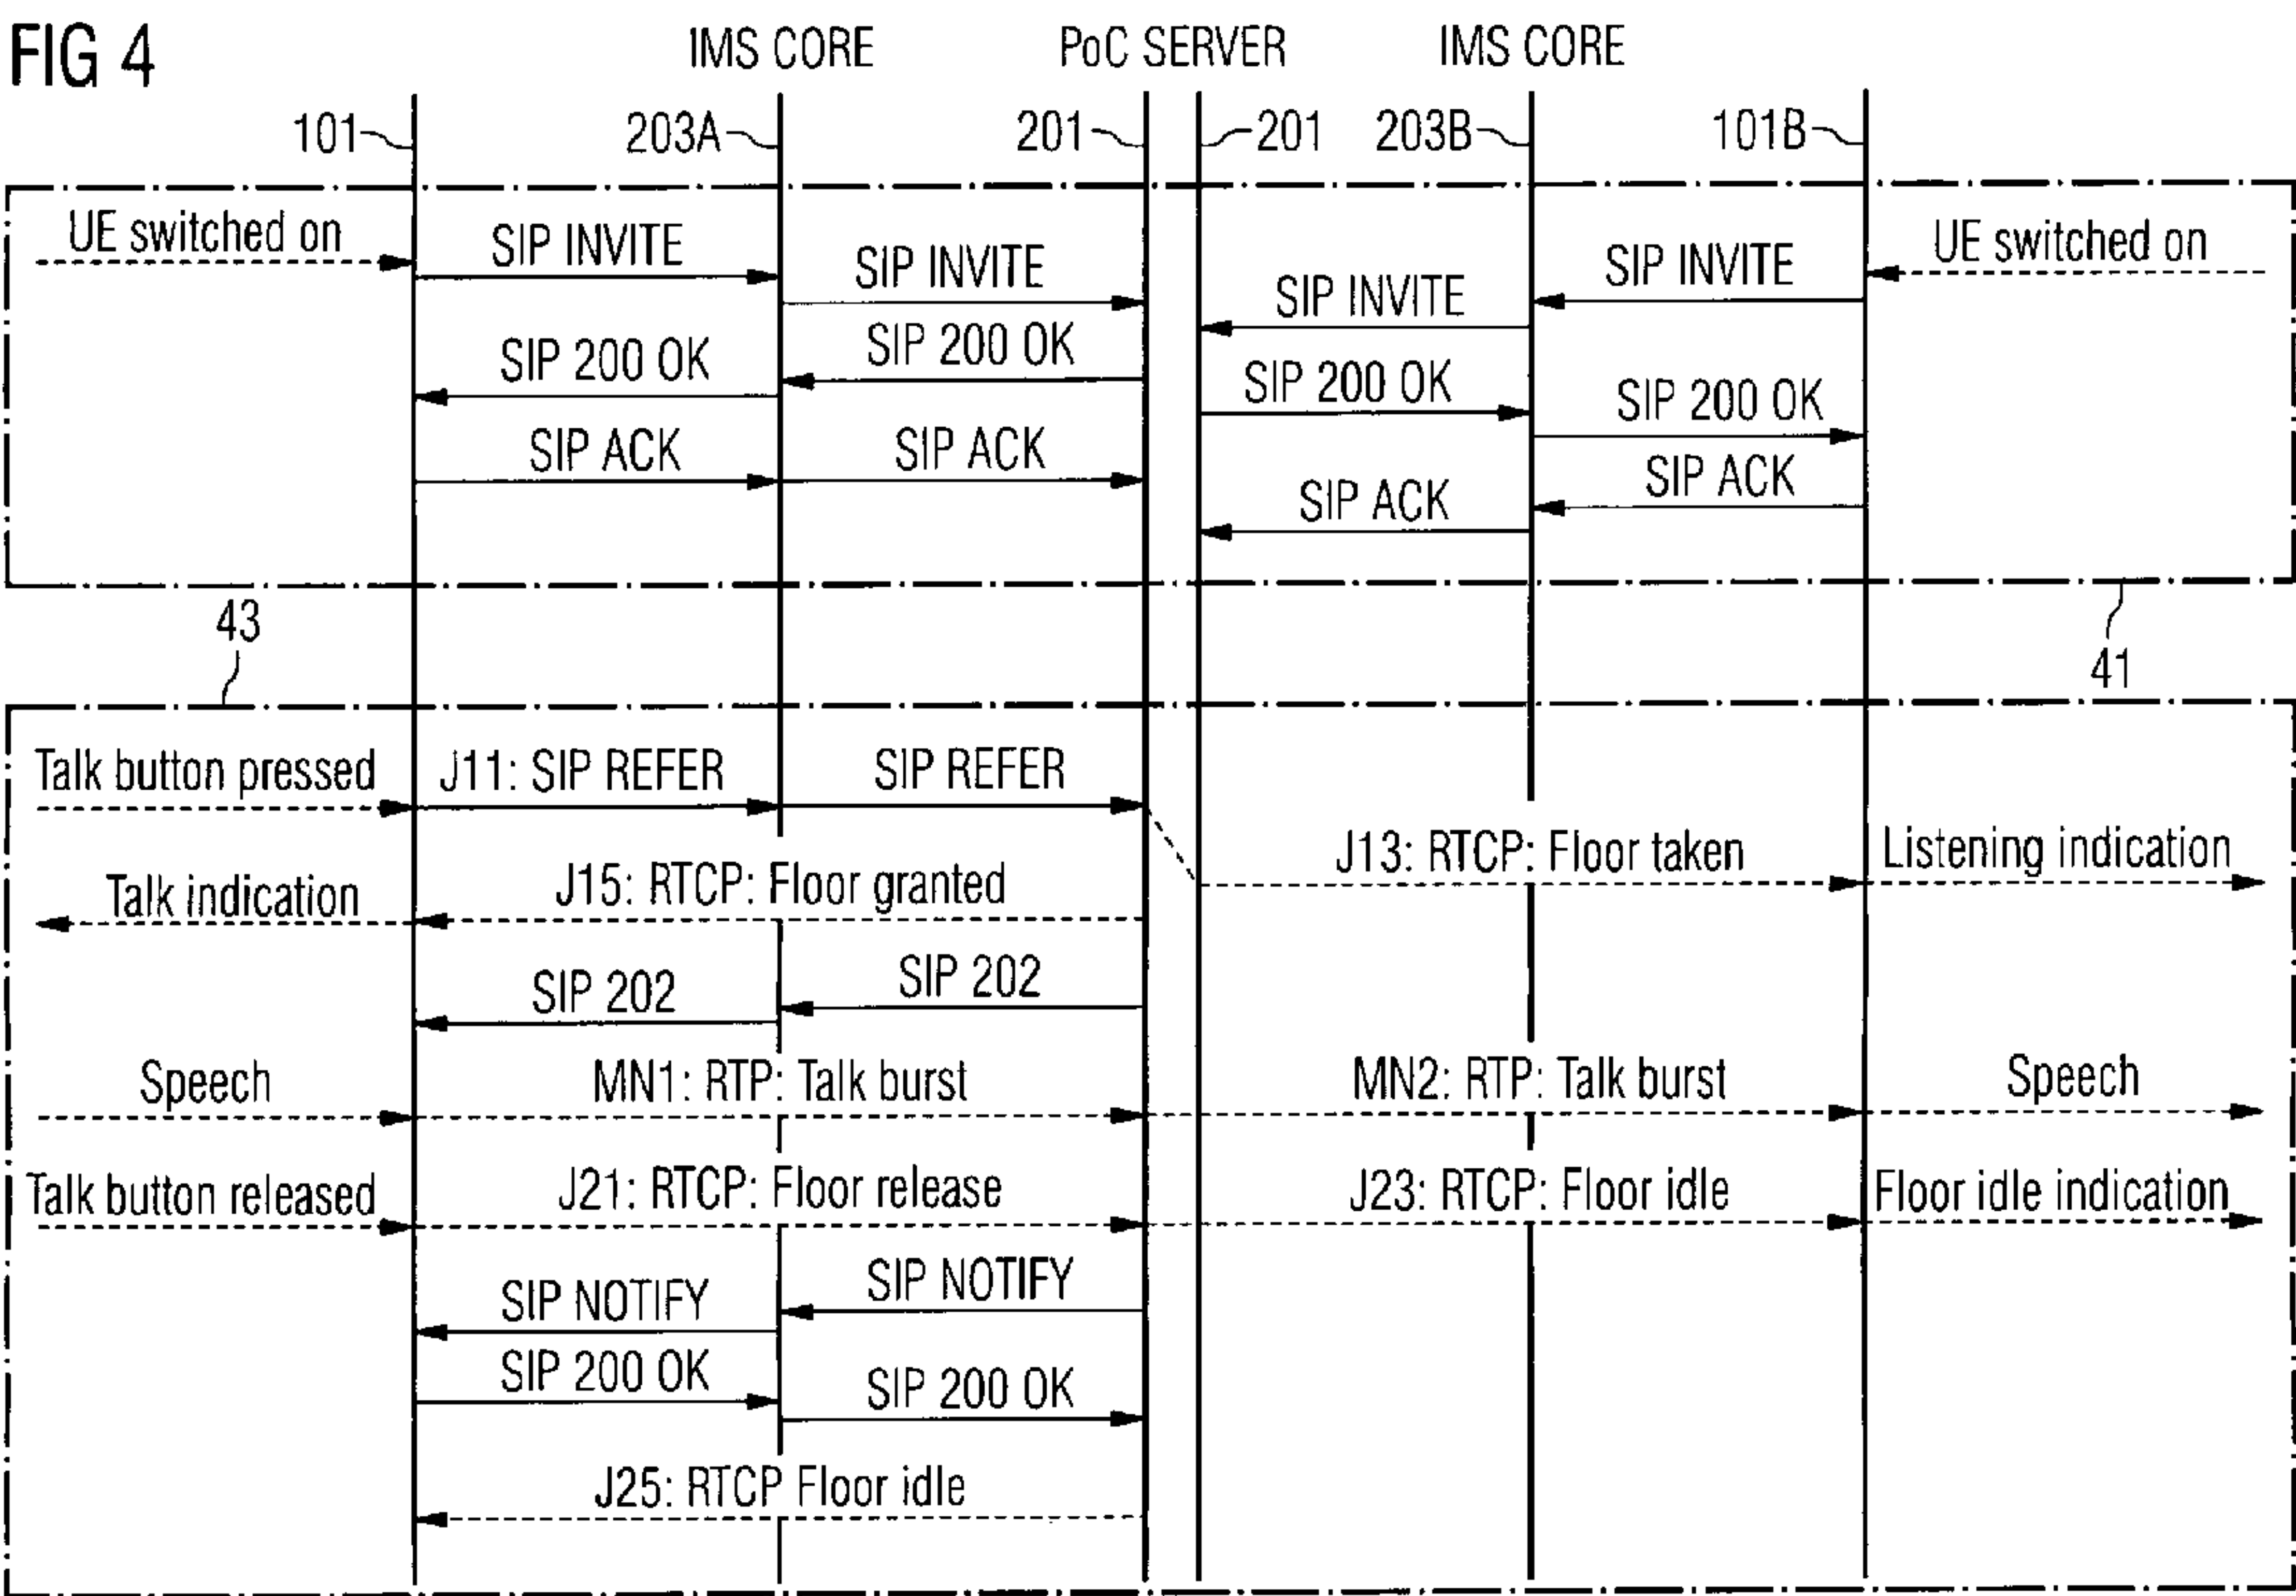 FIG 4
IMS CORE PoC SERVER IMS CORE
101 203A 201 201 203B 101B
UE switched on SIP INVITE SIP INVITE SIP INVITE SIP INVITE UE switched on
SIP 200 OK SIP 200 OK SIP 200 OK SIP 200 OK
SIP ACK SIP ACK SIP ACK SIP ACK
43
41
Talk button pressed J11: SIP REFER SIP REFER
Talk indication J15: RTCP: Floor granted J13: RTCP: Floor taken Listening indication
SIP 202 SIP 202
Speech MN1: RTP: Talk burst MN2: RTP: Talk burst Speech
Talk button released J21: RTCP: Floor release J23: RTCP: Floor idle Floor idle indication
SIP NOTIFY SIP NOTIFY
SIP 200 OK SIP 200 OK
J25: RTCP Floor idle